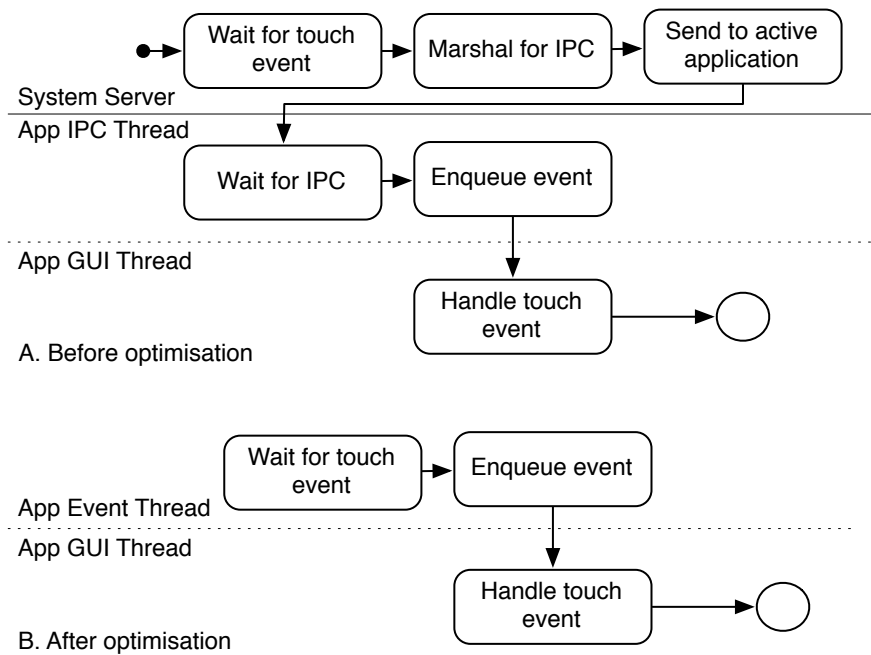 Wait for touch
event
Marshal for IPC
Send to active
application
System Server
App IPC Thread
Wait for IPC
Enqueue event
App GUI Thread
Handle touch
event
A. Before optimisation
Wait for touch
event
Enqueue event
App Event Thread
App GUI Thread
Handle touch
event
B. After optimisation